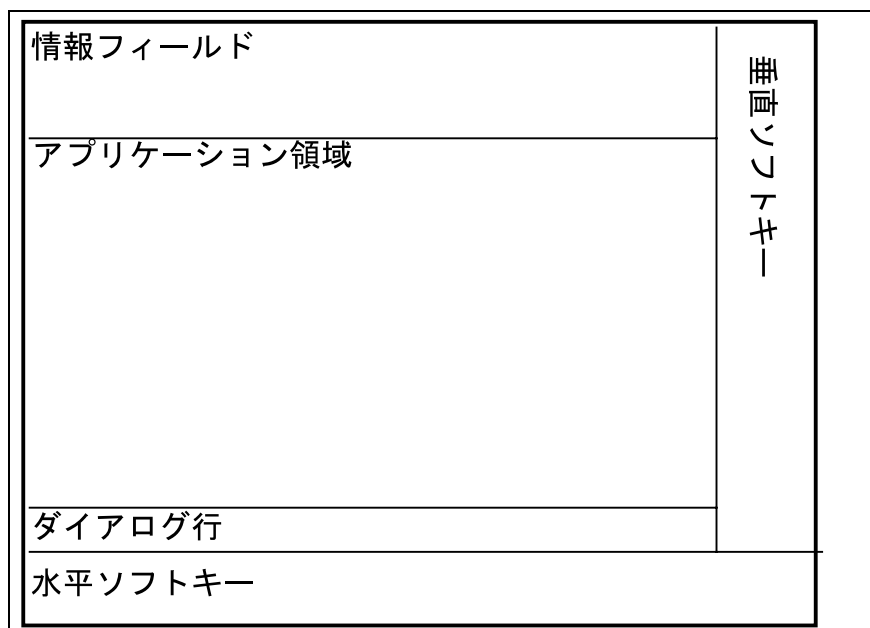 情報フィールド
垂直ソフトキー
アプリケーション領域
ダイアログ行
水平ソフトキー